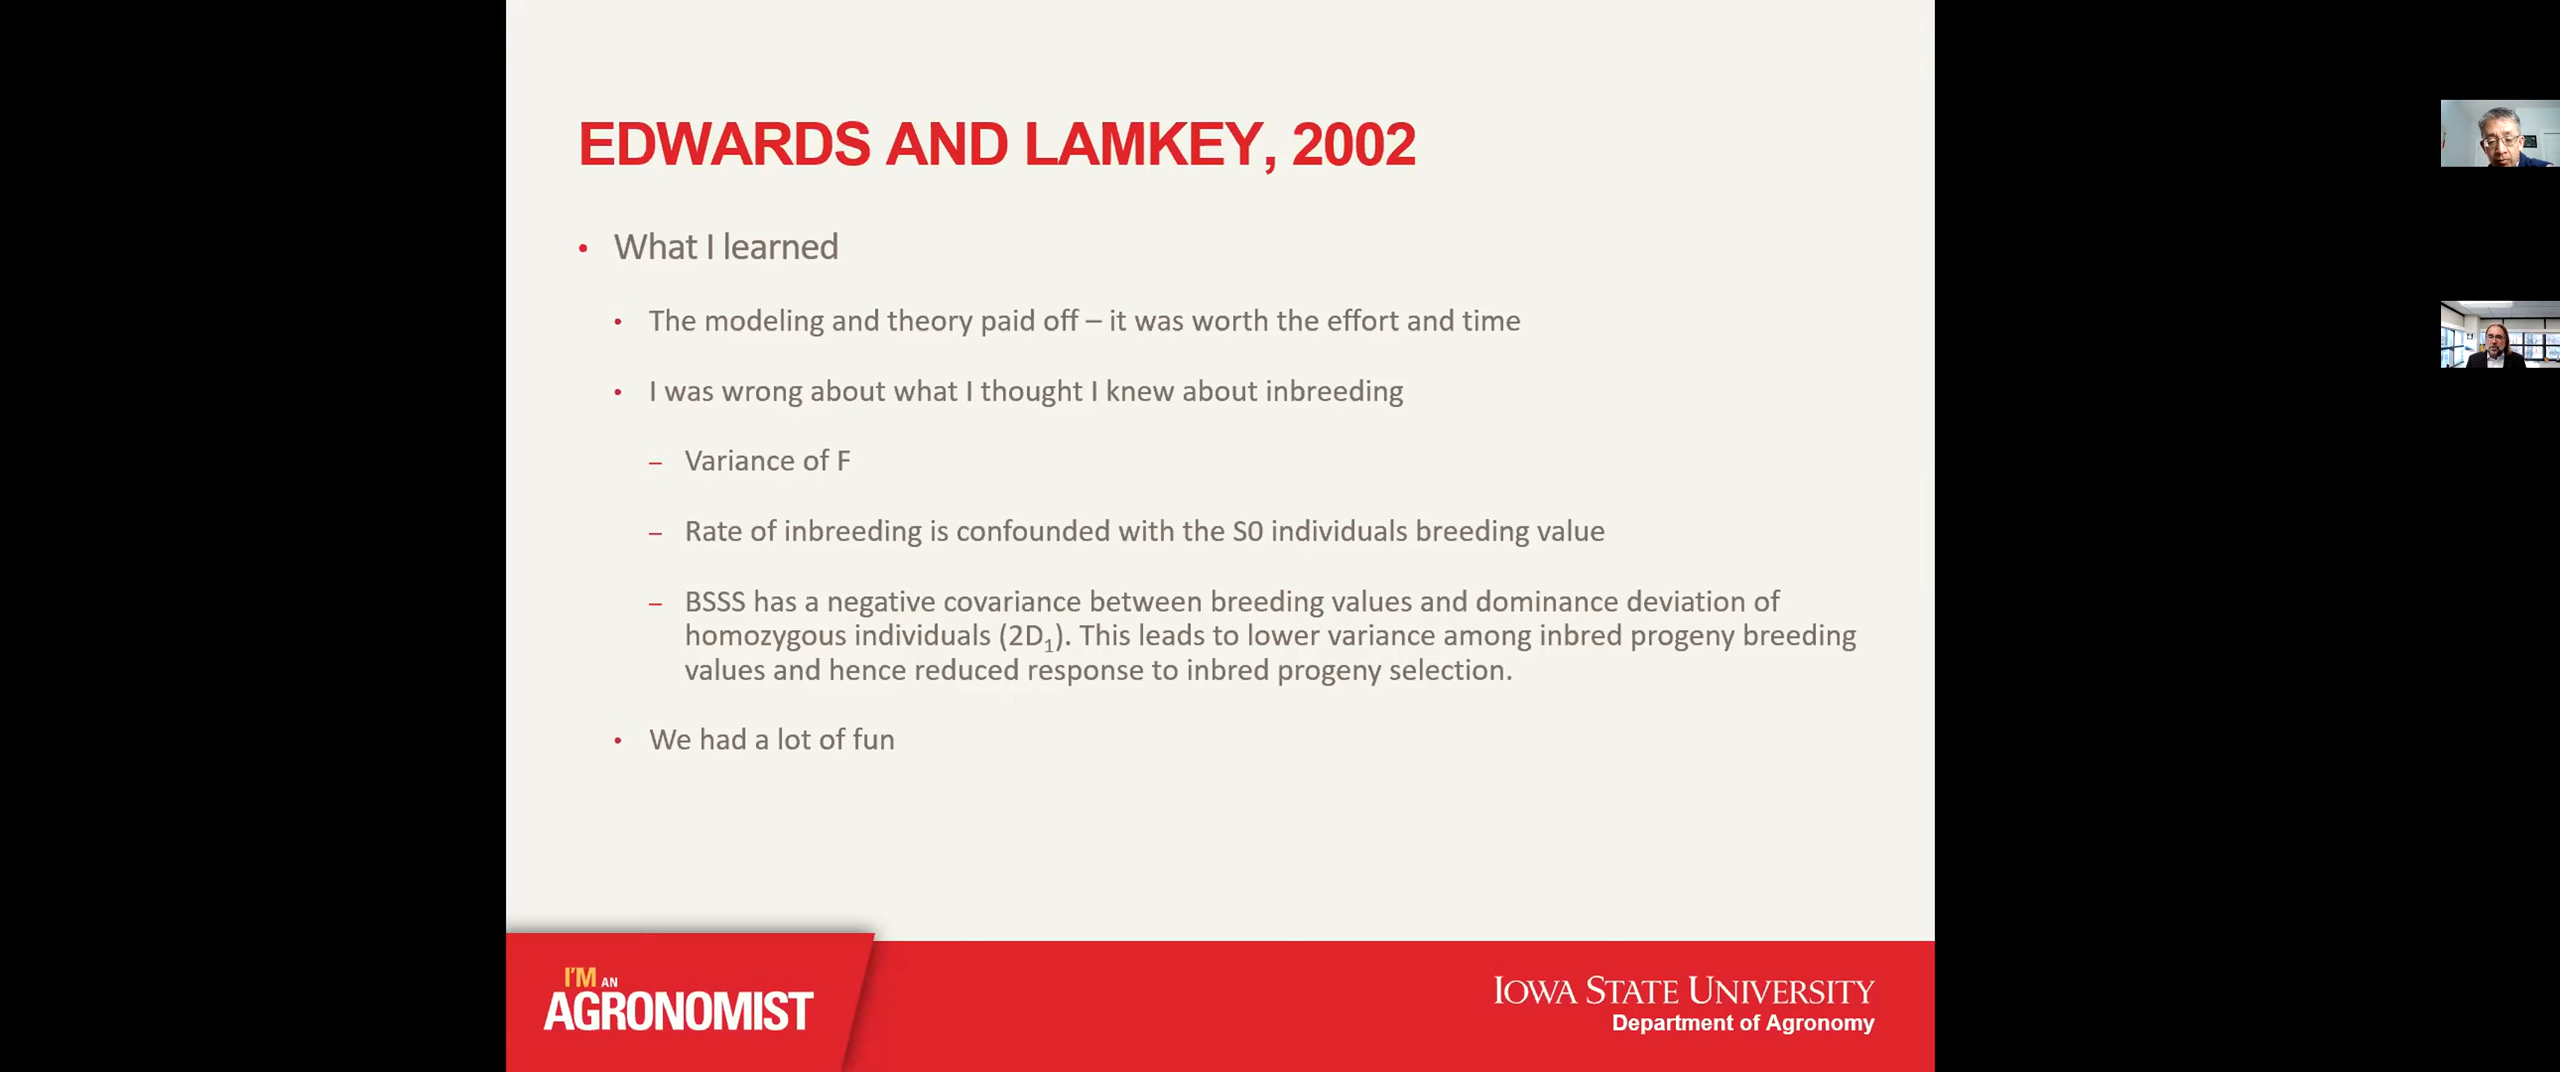 EDWARDS AND LAMKEY, 2002
• What I learned
• The modeling and theory paid off – it was worth the effort and time
• I was wrong about what I thought I knew about inbreeding
– Variance of F
– Rate of inbreeding is confounded with the S0 individuals breeding value
– BSSS has a negative covariance between breeding values and dominance deviation of
homozygous individuals (2D₁). This leads to lower variance among inbred progeny breeding
values and hence reduced response to inbred progeny selection.
• We had a lot of fun
I'M AN
AGRONOMIST
IOWA STATE UNIVERSITY
Department of Agronomy